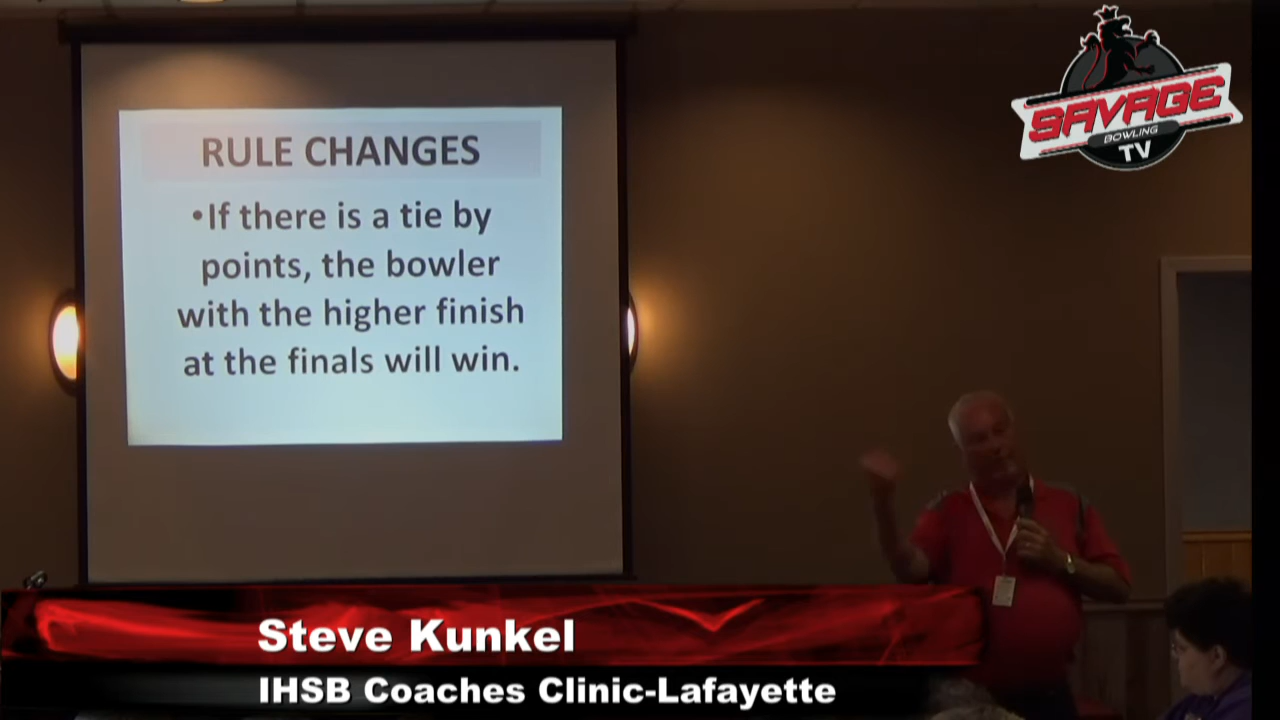 SAVAGE
BOWLING
TV
RULE CHANGES
•If there is a tie by
points, the bowler
with the higher finish
at the finals will win.
Steve Kunkel
IHSB Coaches Clinic-Lafayette